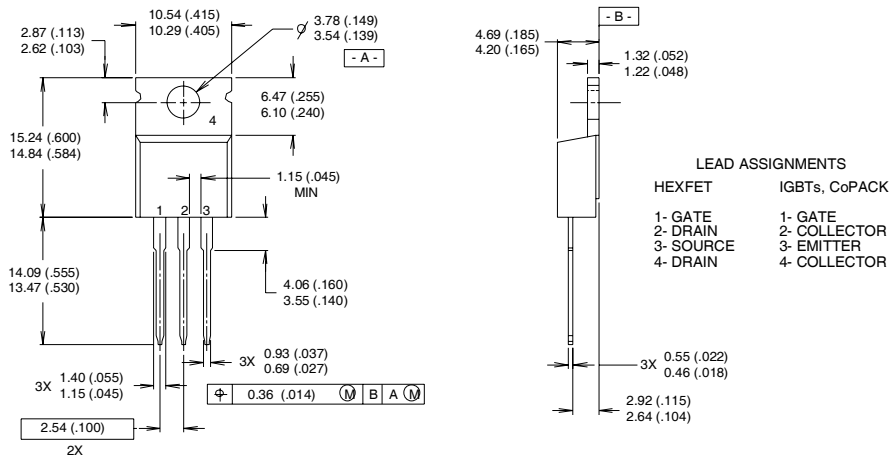 10.54 (.415)
10.29 (.405)
2.87 (.113)
2.62 (.103)
3.78 (.149)
3.54 (.139)
- A -
4
6.47 (.255)
6.10 (.240)
15.24 (.600)
14.84 (.584)
1.15 (.045)
MIN
1 2 3
14.09 (.555)
13.47 (.530)
4.06 (.160)
3.55 (.140)
3X 0.93 (.037)
0.69 (.027)
3X 1.40 (.055)
1.15 (.045)
⌖ 0.36 (.014) Ⓜ B A Ⓜ
2.54 (.100)
2X
- B -
4.69 (.185)
4.20 (.165)
1.32 (.052)
1.22 (.048)
3X 0.55 (.022)
0.46 (.018)
2.92 (.115)
2.64 (.104)
LEAD ASSIGNMENTS
HEXFET IGBTs, CoPACK
1- GATE 1- GATE
2- DRAIN 2- COLLECTOR
3- SOURCE 3- EMITTER
4- DRAIN 4- COLLECTOR